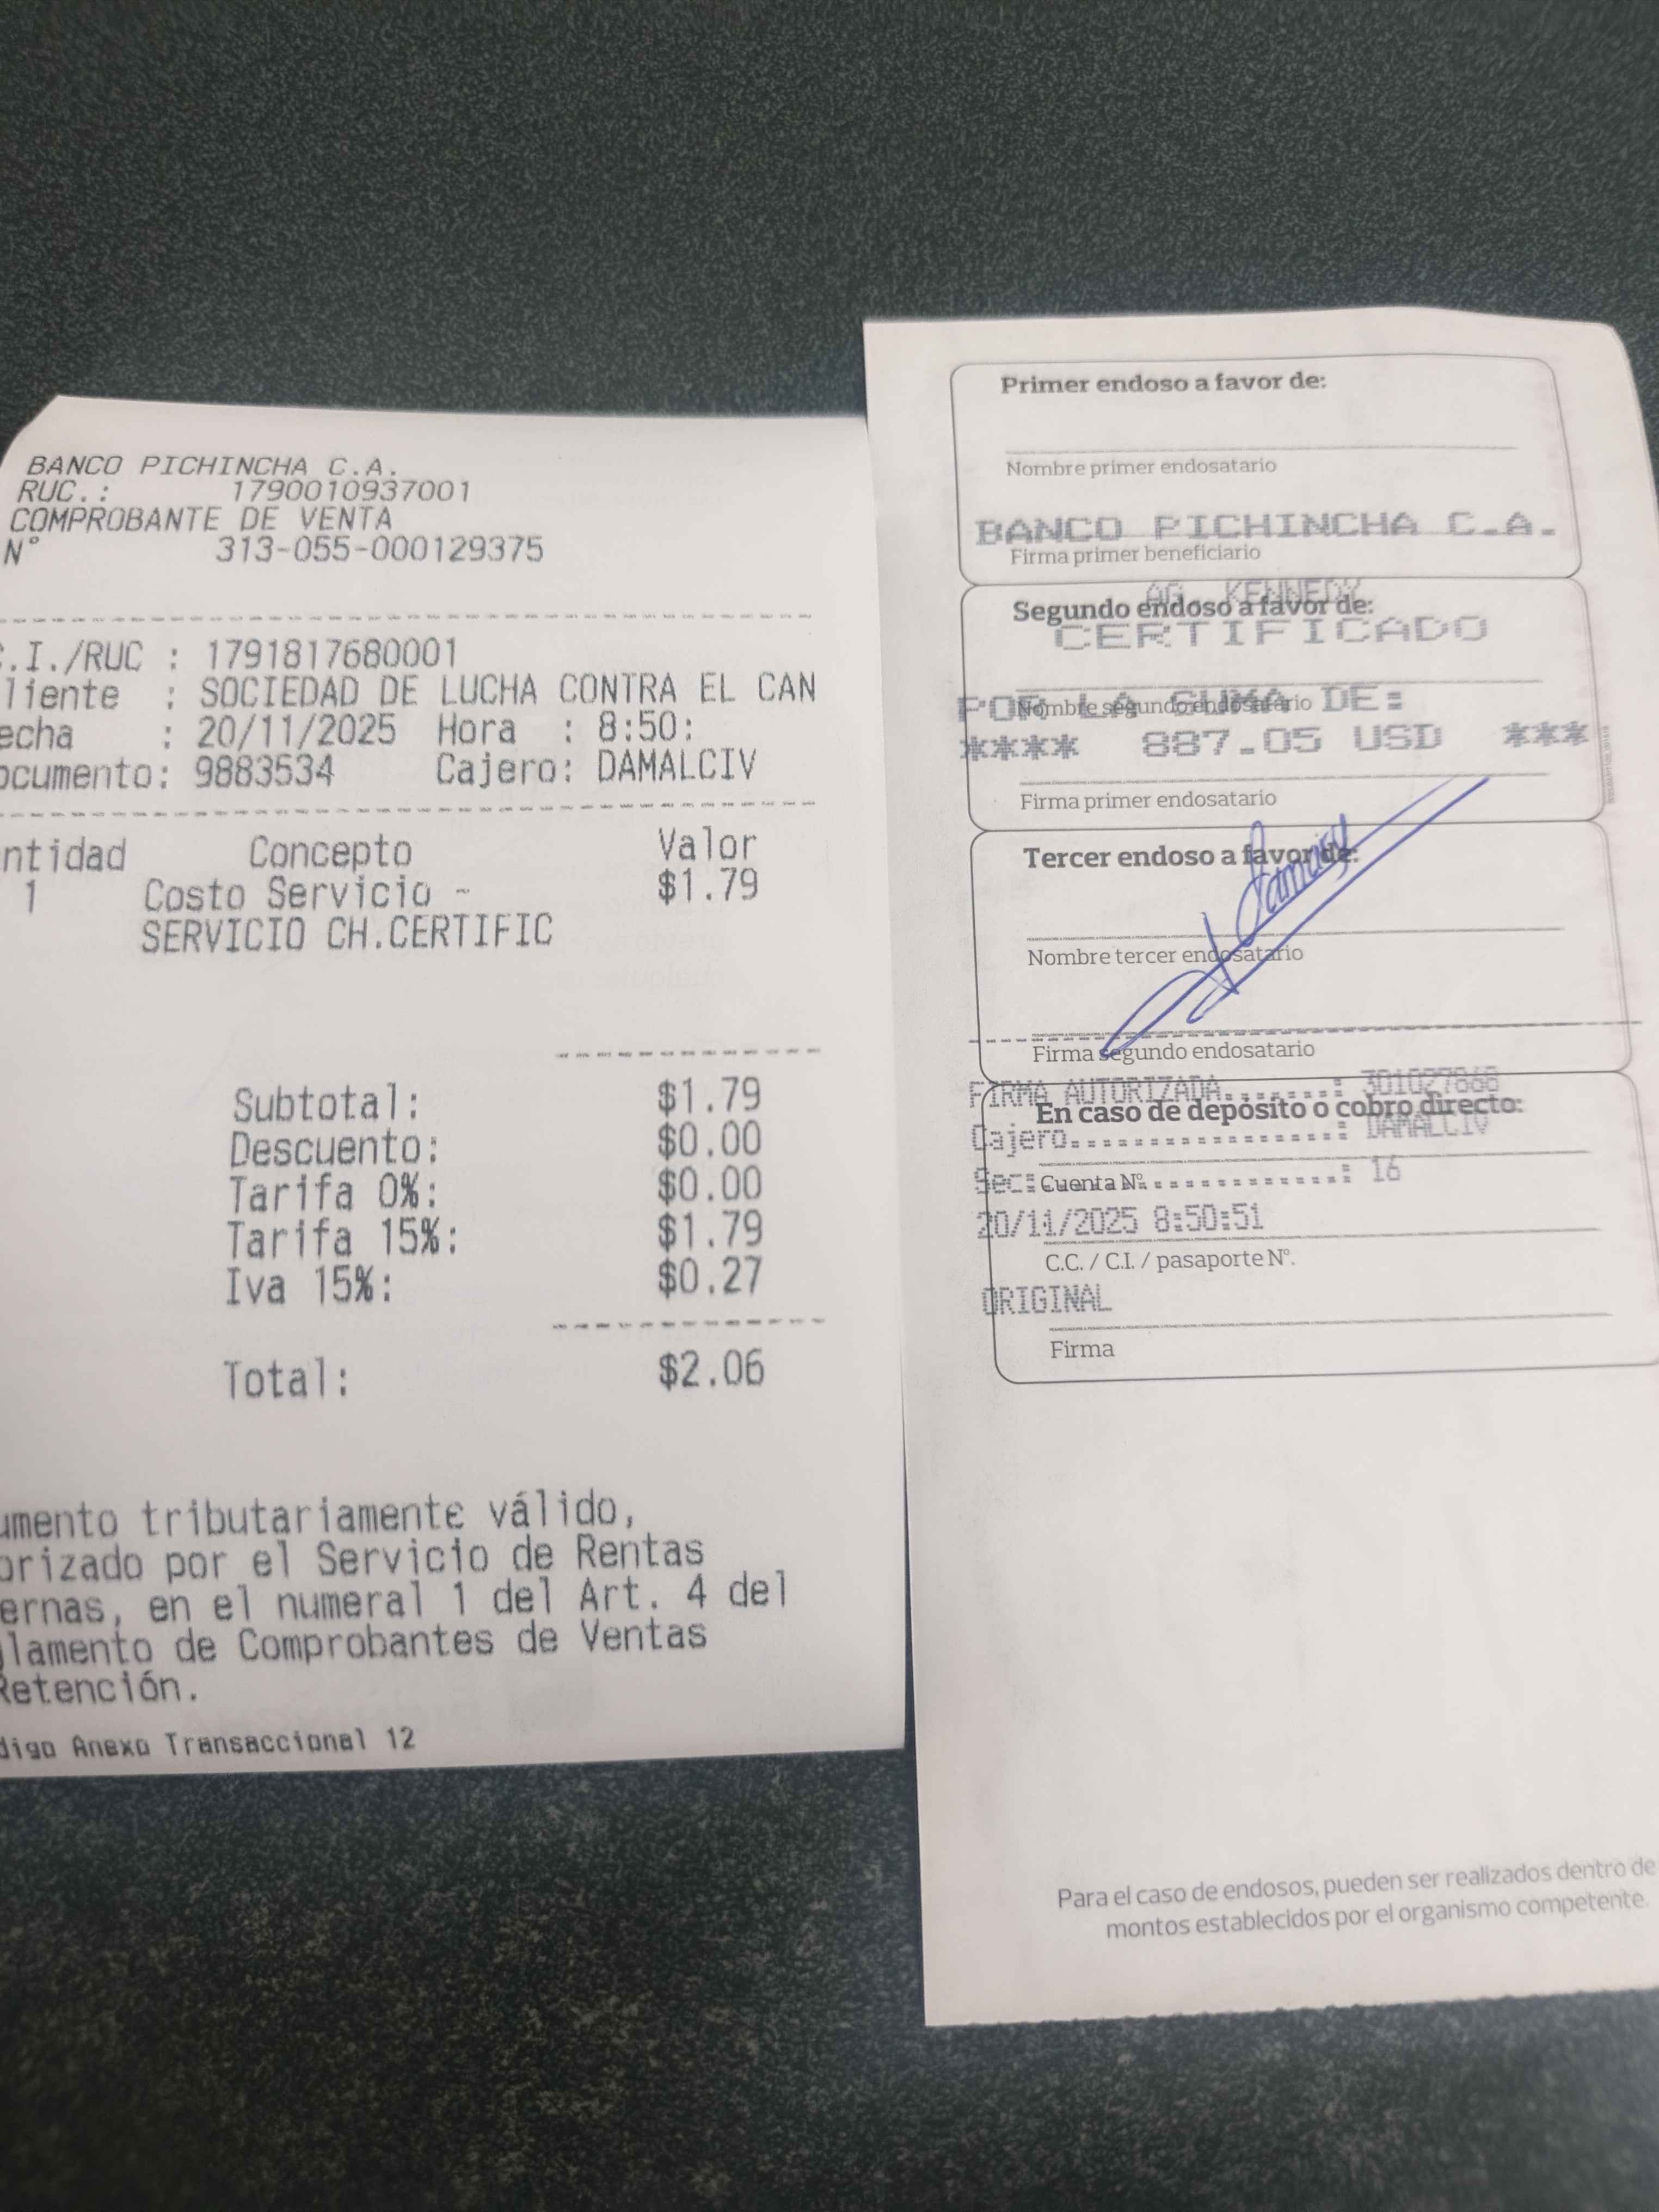 BANCO PICHINCHA C.A.
RUC.: 1790010937001
COMPROBANTE DE VENTA
N° 313-055-000129375
.I./RUC : 1791817680001
liente : SOCIEDAD DE LUCHA CONTRA EL CAN
echa : 20/11/2025 Hora : 8:50:
ocumento: 9883534 Cajero: DAMALCIV
ntidad Concepto Valor
1 Costo Servicio - $1.79
SERVICIO CH.CERTIFIC
Subtotal: $1.79
Descuento: $0.00
Tarifa 0%: $0.00
Tarifa 15%: $1.79
Iva 15%: $0.27
Total: $2.06
umento tributariamente válido,
orizado por el Servicio de Rentas
ernas, en el numeral 1 del Art. 4 del
lamento de Comprobantes de Ventas
Retención.
digo Anexo Transaccional 12
Primer endoso a favor de:
Nombre primer endosatario
BANCO PICHINCHA C.A.
Firma primer beneficiario
AG. KENNEDY
Segundo endoso a favor de:
CERTIFICADO
POR LA SUMA DE:
Nombre segundo endosatario
**** 887.05 USD ***
Firma primer endosatario
Tercer endoso a favor de:
Nombre tercer endosatario
Firma segundo endosatario
FIRMA AUTORIZADA.......: 301027868
En caso de depósito o cobro directo:
Cajero.................: DAMALCIV
Sec: .............: 16
Cuenta N°.
20/11/2025 8:50:51
C.C. / C.I. / pasaporte N°.
ORIGINAL
Firma
Para el caso de endosos, pueden ser realizados dentro de
montos establecidos por el organismo competente.